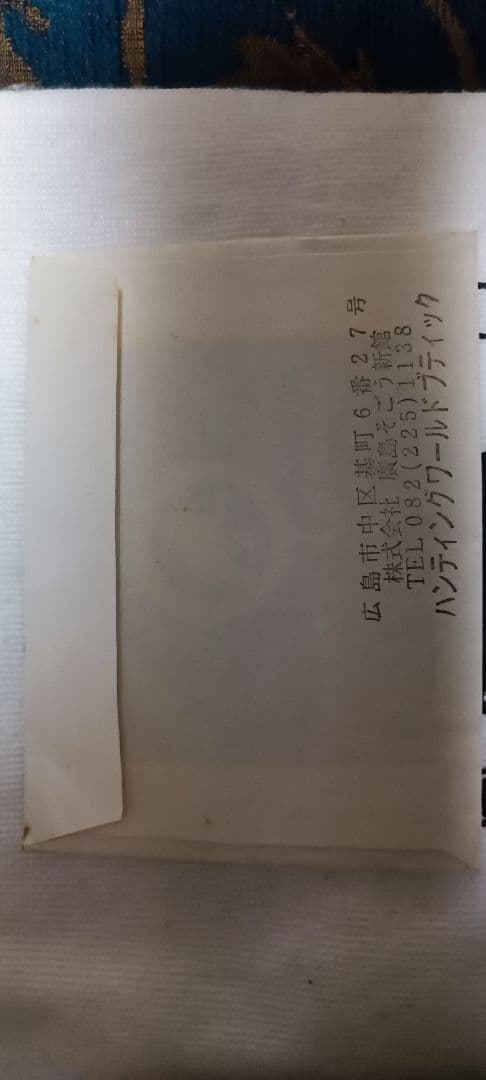 広島市中区基町６番２７号
株式会社 廣島そごう新館
ＴＥＬ０８２(２２５)１１３８
ハンティングワールドブティック